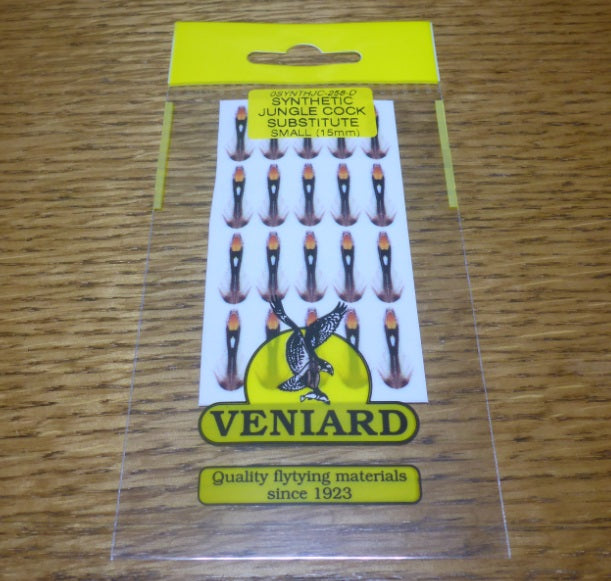 0SYNTHJC-258-D
SYNTHETIC
JUNGLE COCK
SUBSTITUTE
SMALL (15mm)
VENIARD
Quality flytying materials
since 1923